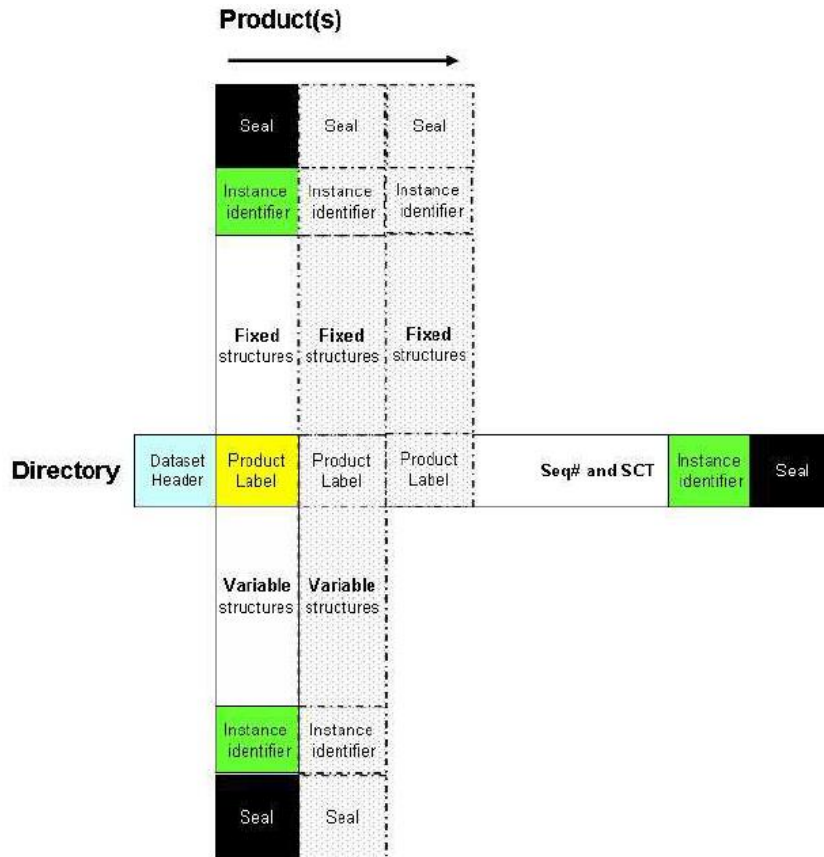 Product(s)
Seal Seal Seal
Instance Instance Instance
identifier identifier identifier
Fixed Fixed Fixed
structures structures structures
Directory Dataset Product Product Product Seq# and SCT Instance Seal
Header Label Label Label identifier
Variable Variable
structures structures
Instance Instance
identifier identifier
Seal Seal